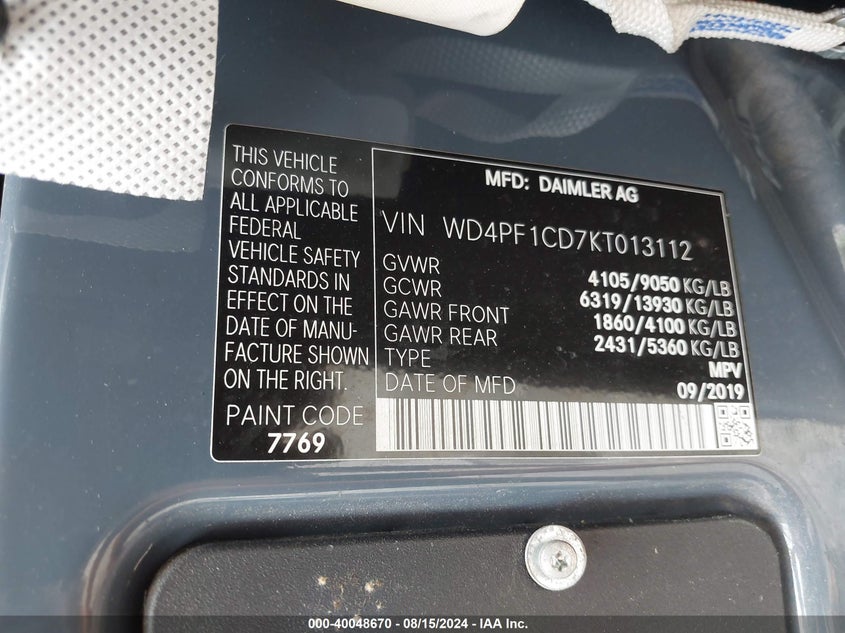 THIS VEHICLE
CONFORMS TO
ALL APPLICABLE
FEDERAL
VEHICLE SAFETY
STANDARDS IN
EFFECT ON THE
DATE OF MANU-
FACTURE SHOWN
ON THE RIGHT.
PAINT CODE
7769
MFD: DAIMLER AG
VIN WD4PF1CD7KT013112
GVWR 4105/9050 KG/LB
GCWR 6319/13930 KG/LB
GAWR FRONT 1860/4100 KG/LB
GAWR REAR 2431/5360 KG/LB
TYPE MPV
DATE OF MFD 09/2019
000-40048670 - 08/15/2024 - IAA Inc.